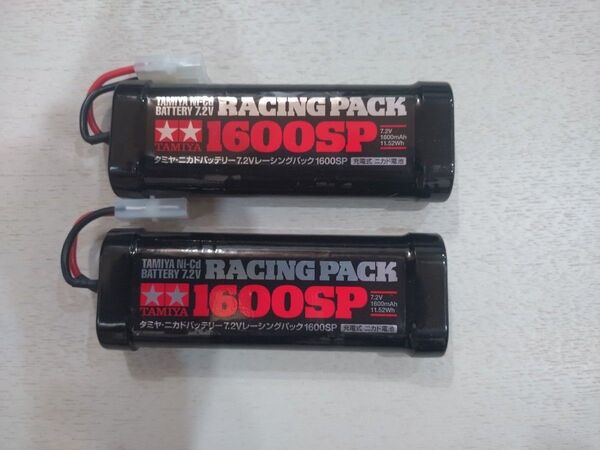 TAMIYA Ni-Cd
BATTERY 7.2V
RACING PACK
TAMIYA
1600SP
7.2V
1600mAh
11.52Wh
タミヤ・ニカドバッテリー7.2Vレーシングパック1600SP
充電式 ニカド電池
TAMIYA Ni-Cd
BATTERY 7.2V
RACING PACK
TAMIYA
1600SP
7.2V
1600mAh
11.52Wh
タミヤ・ニカドバッテリー7.2Vレーシングパック1600SP
充電式 ニカド電池